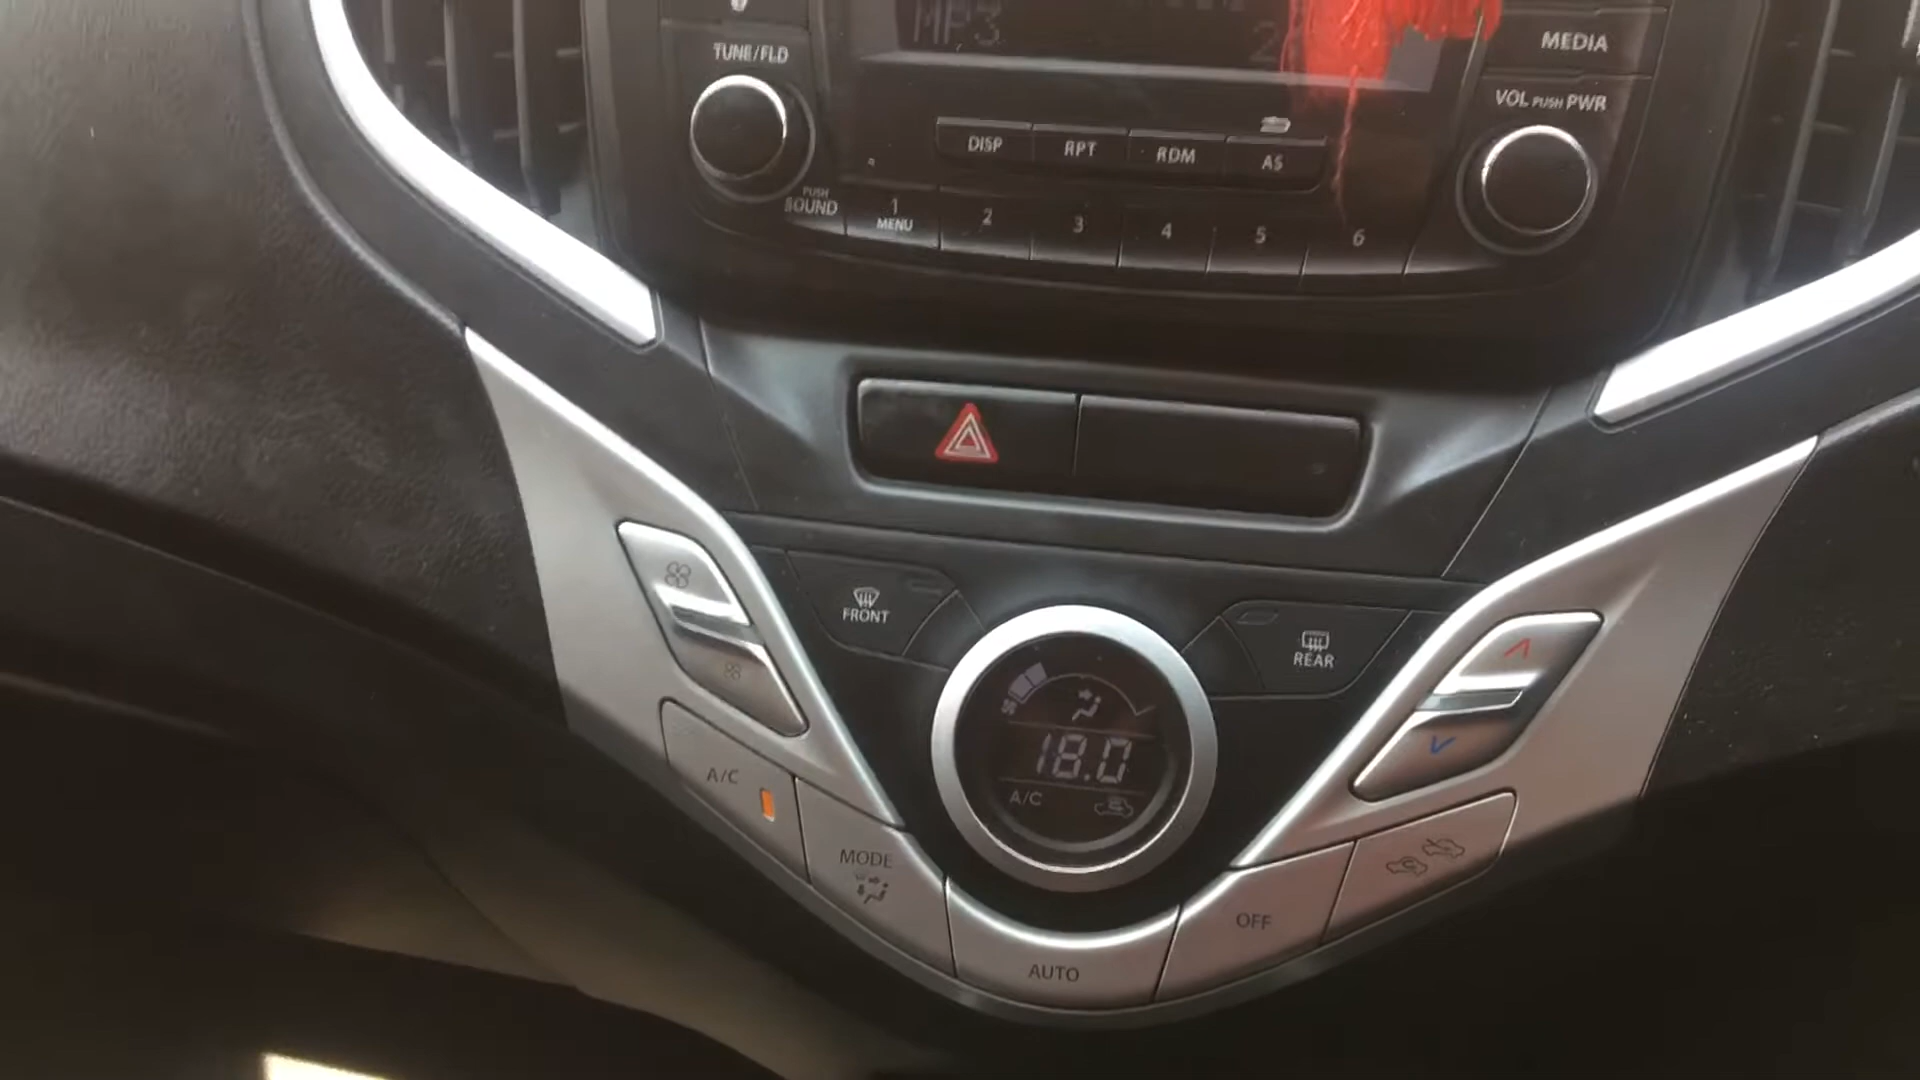 MP3
2
MEDIA
TUNE/FLD
VOL PUSH PWR
DISP
RPT
RDM
AS
PUSH
SOUND
1
MENU
2
3
4
5
6
FRONT
REAR
18.0
A/C
A/C
MODE
OFF
AUTO